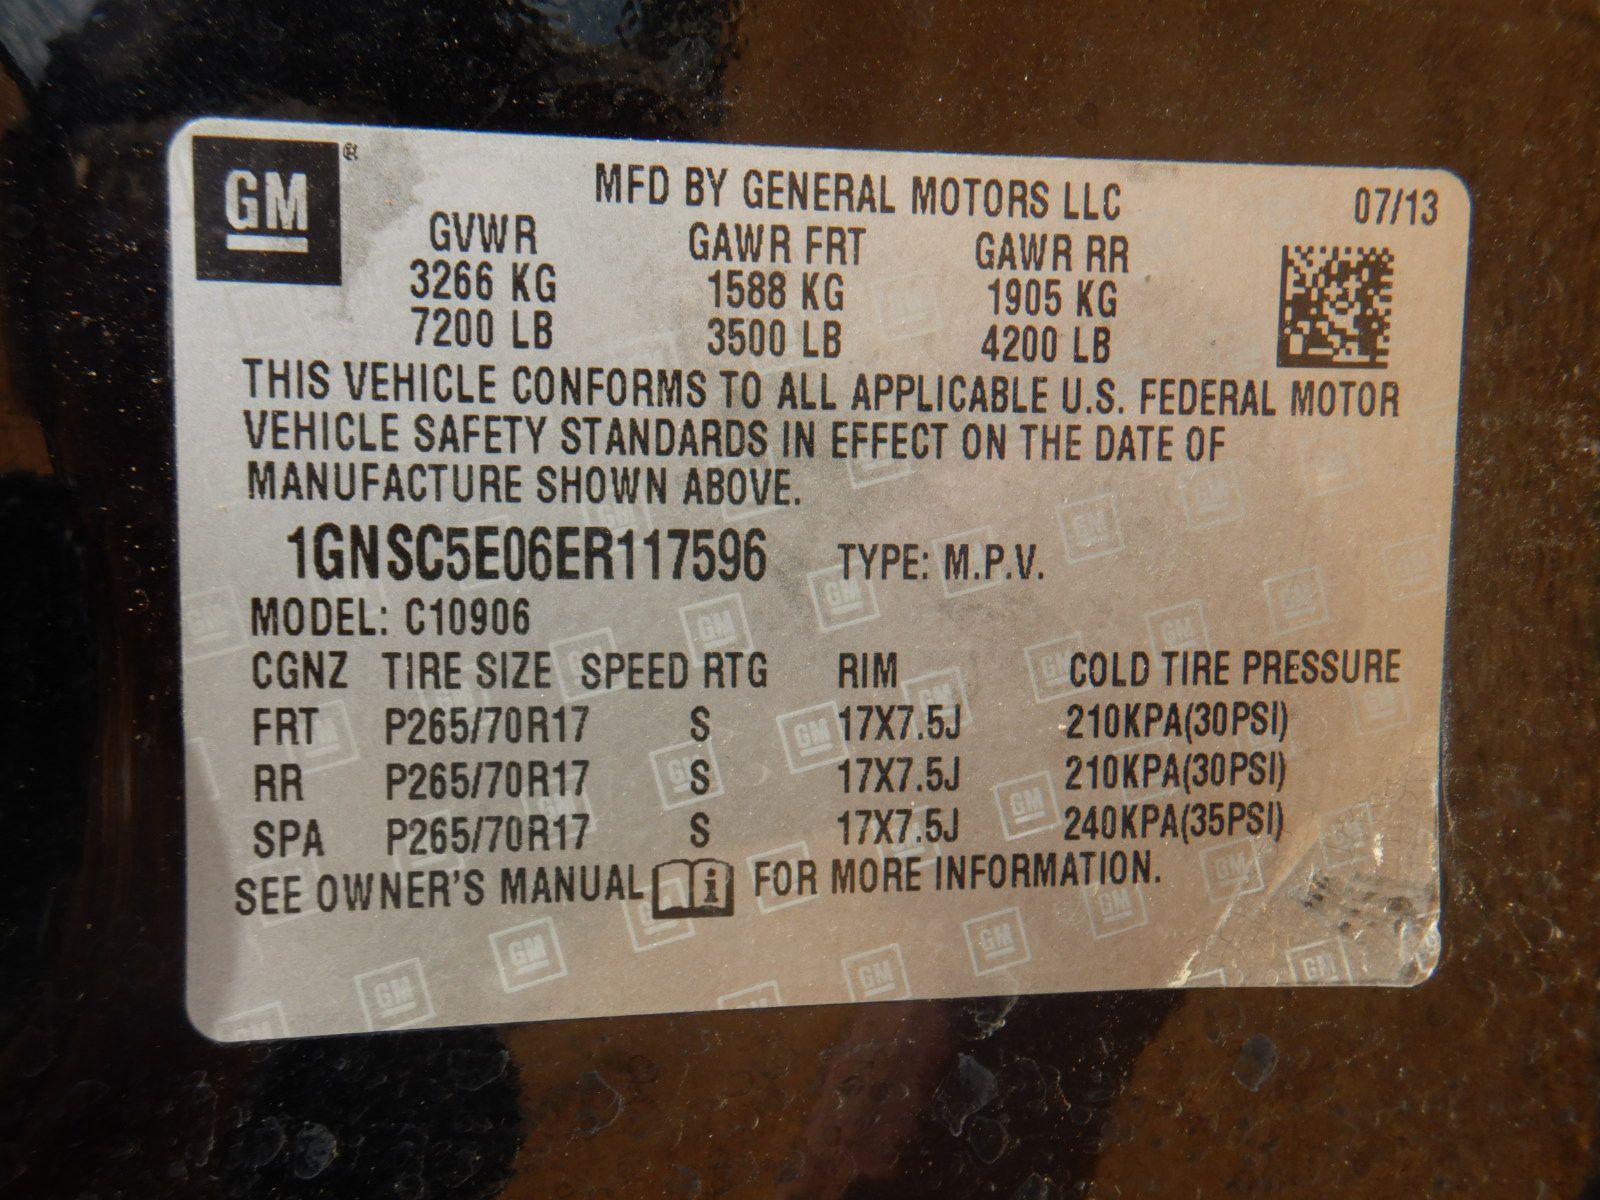 GM ®
MFD BY GENERAL MOTORS LLC 07/13
GVWR GAWR FRT GAWR RR
3266 KG 1588 KG 1905 KG
7200 LB 3500 LB 4200 LB
THIS VEHICLE CONFORMS TO ALL APPLICABLE U.S. FEDERAL MOTOR
VEHICLE SAFETY STANDARDS IN EFFECT ON THE DATE OF
MANUFACTURE SHOWN ABOVE.
1GNSC5E06ER117596 TYPE: M.P.V.
MODEL: C10906
CGNZ TIRE SIZE SPEED RTG RIM COLD TIRE PRESSURE
FRT P265/70R17 S 17X7.5J 210KPA(30PSI)
RR P265/70R17 S 17X7.5J 210KPA(30PSI)
SPA P265/70R17 S 17X7.5J 240KPA(35PSI)
SEE OWNER'S MANUAL i FOR MORE INFORMATION.